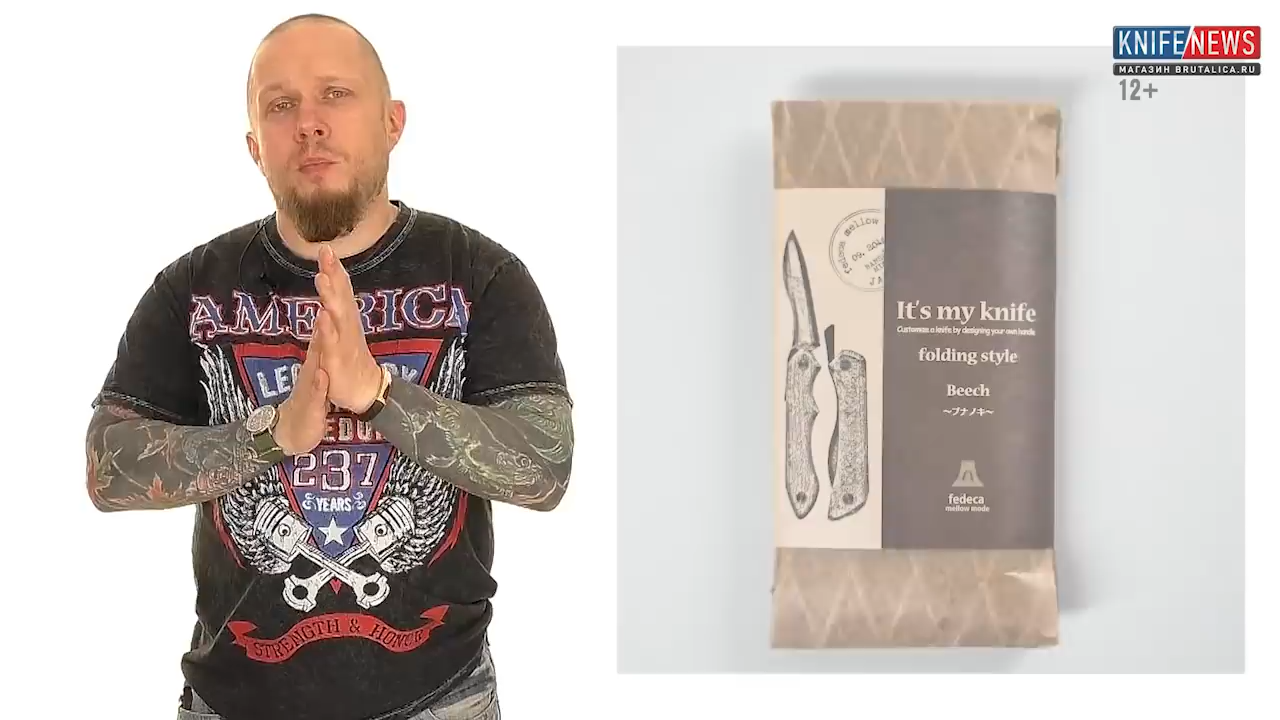 KNIFE/NEWS
МАГАЗИН BRUTALICA.RU
12+
AMERICA
237
YEARS
STRENGTH & HONOR
It's my knife
Customize a knife by designing your own handle
folding style
Beech
~ブナノキ~
fedeca
mellow mode